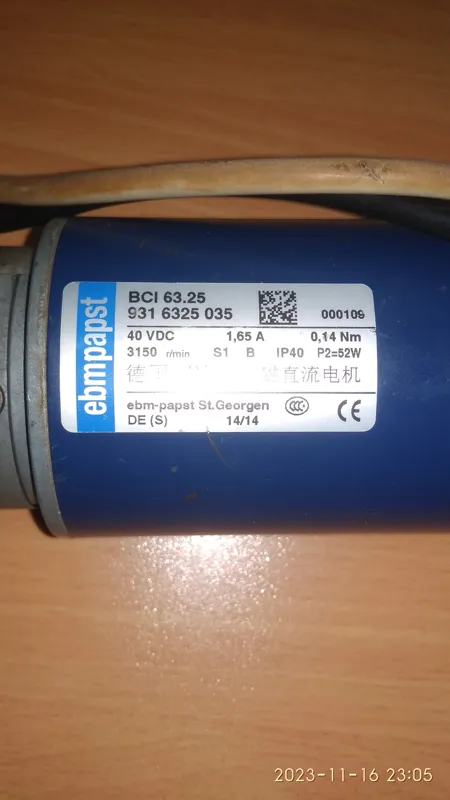 ebmpapst
BCI 63.25
931 6325 035
000109
40 VDC 1,65 A 0,14 Nm
3150 r/min S1 B IP40 P2=52W
德 直流电机
ebm-papst St.Georgen
DE (S) 14/14
CCC CE
2023-11-16 23:05